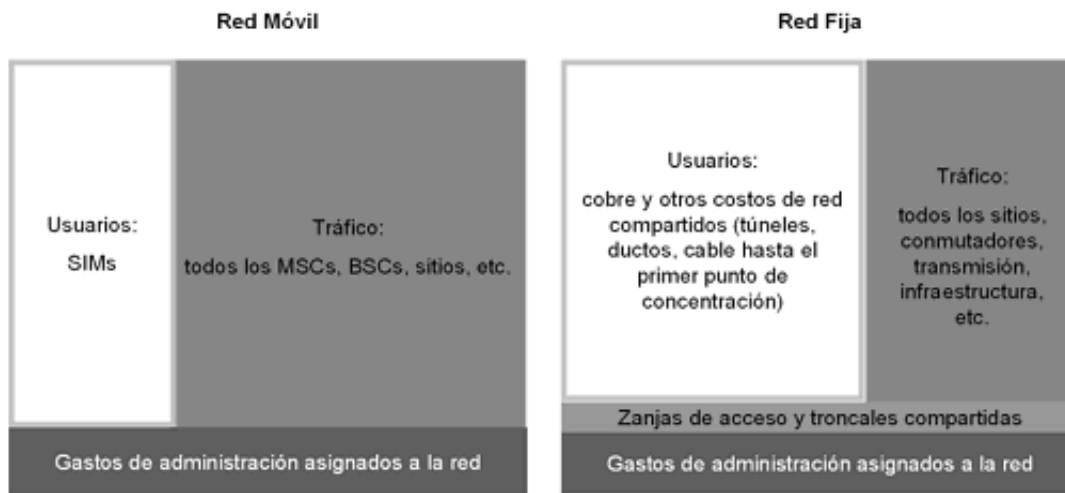 Red Móvil
Usuarios:
SIMs
Tráfico:
todos los MSCs, BSCs, sitios, etc.
Gastos de administración asignados a la red
Red Fija
Usuarios:
cobre y otros costos de red
compartidos (túneles,
ductos, cable hasta el
primer punto de
concentración)
Tráfico:
todos los sitios,
conmutadores,
transmisión,
infraestructura,
etc.
Zanjas de acceso y troncales compartidas
Gastos de administración asignados a la red